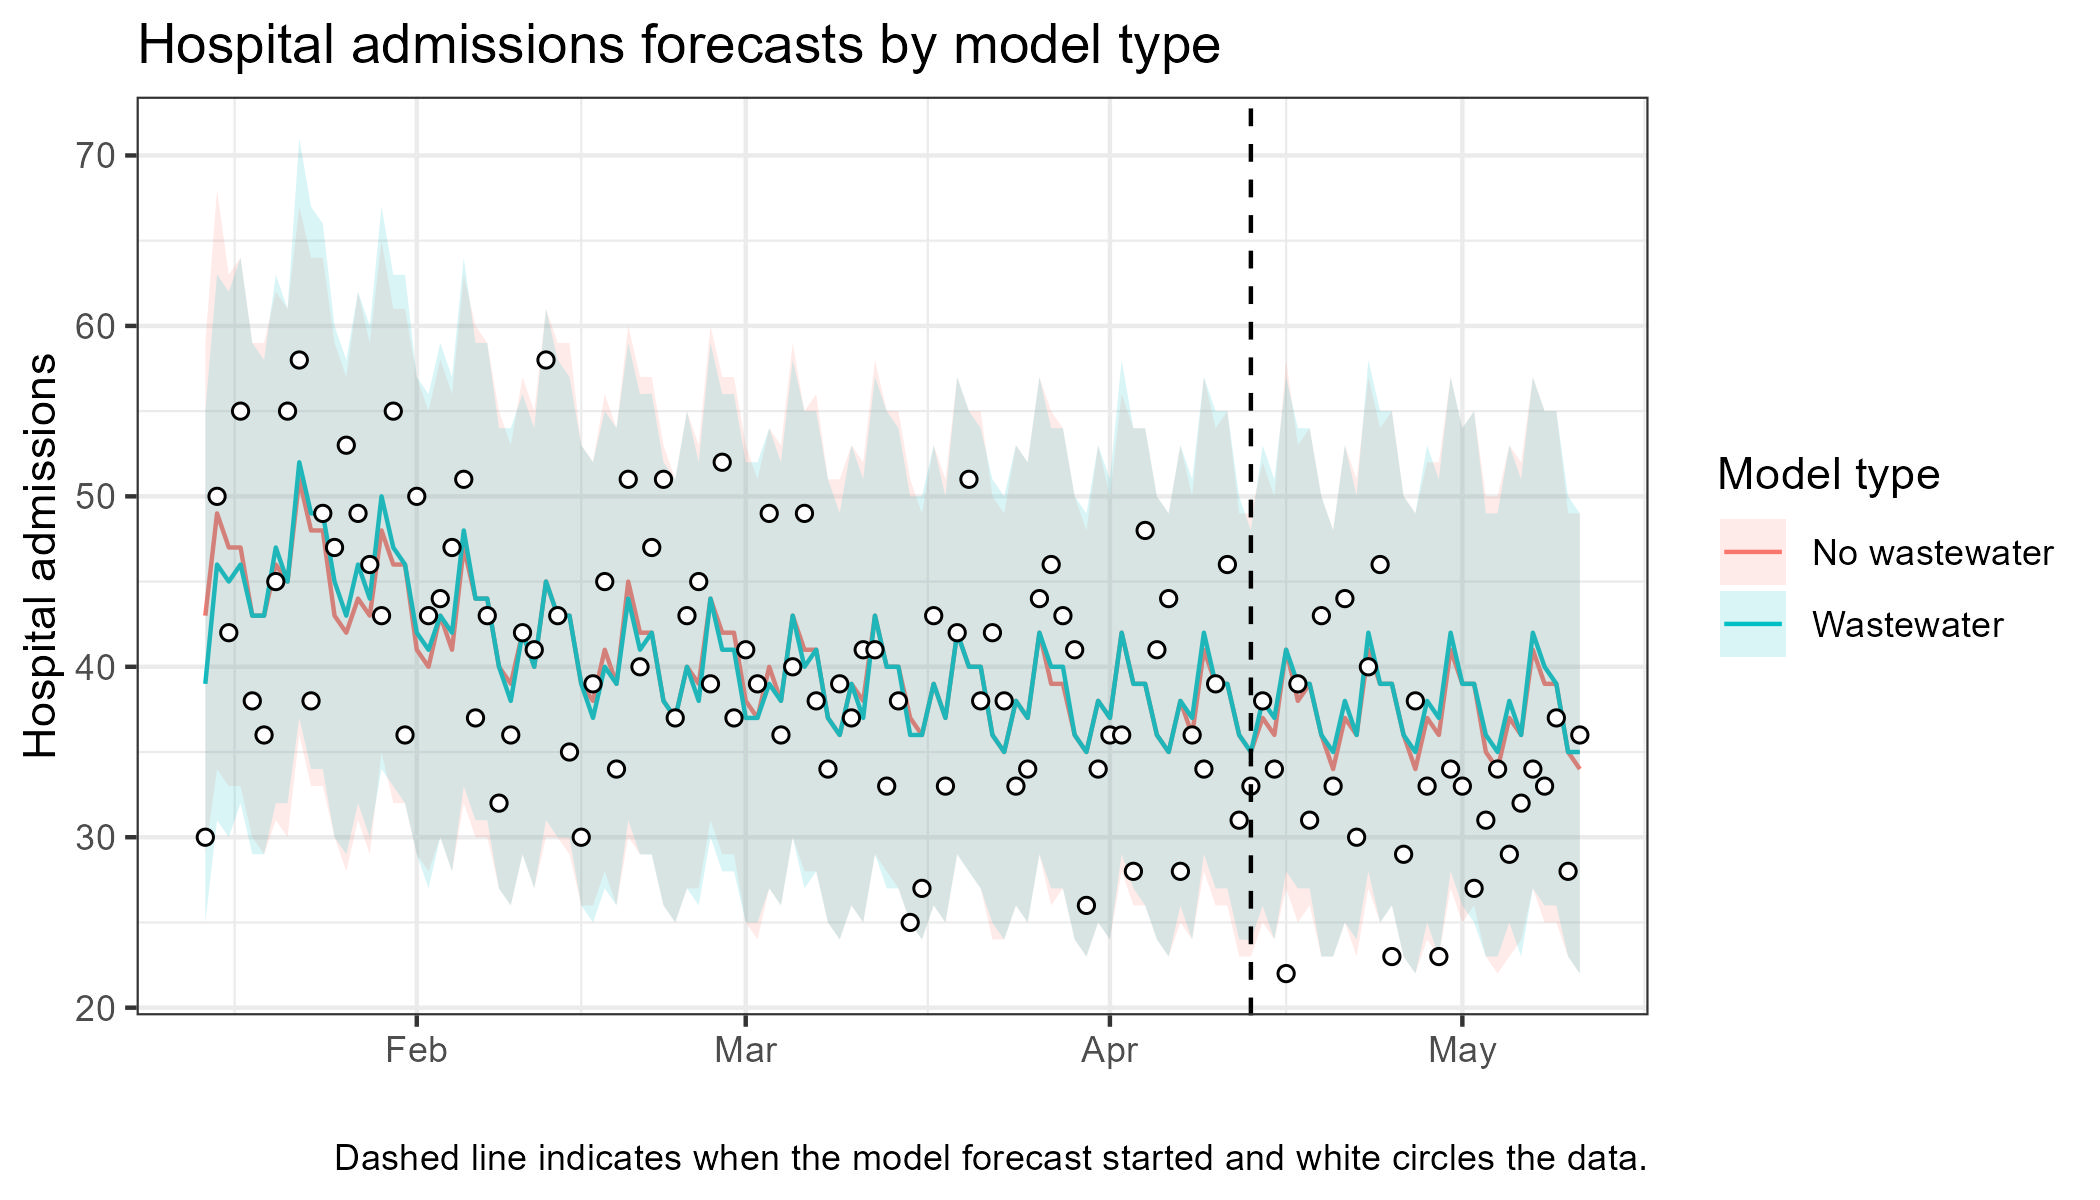 Hospital admissions forecasts by model type
Hospital admissions
70
60
50
40
30
20
Feb
Mar
Apr
May
Model type
No wastewater
Wastewater
Dashed line indicates when the model forecast started and white circles the data.